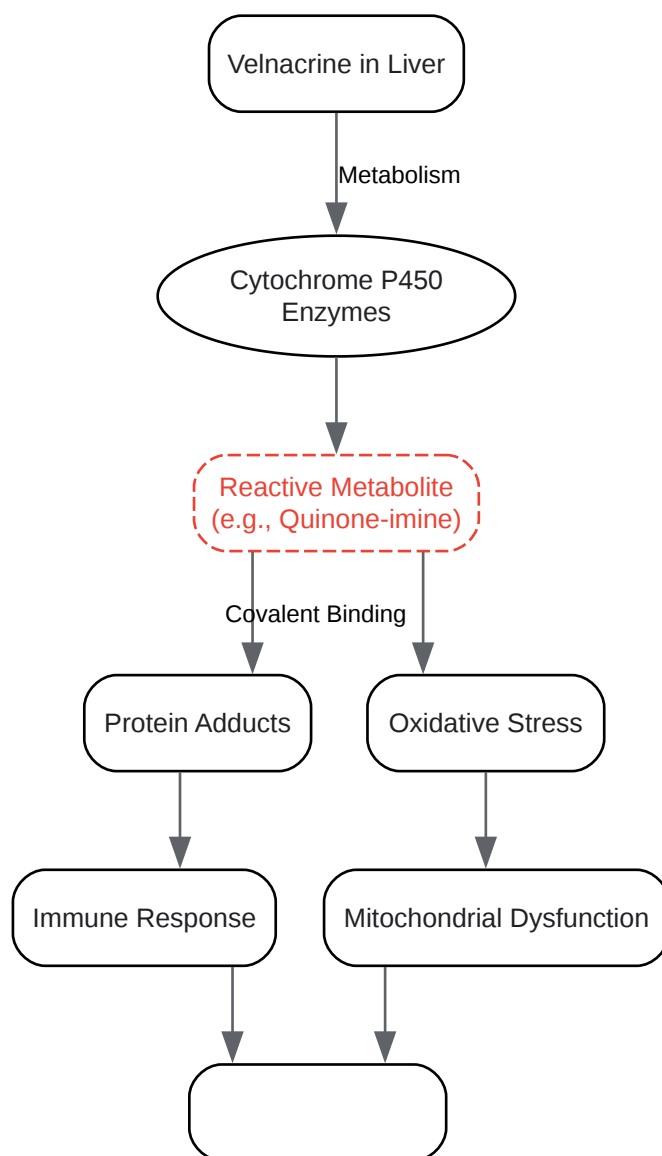 Velnacrine in Liver
Metabolism
Cytochrome P450
Enzymes
Reactive Metabolite
(e.g., Quinone-imine)
Covalent Binding
Protein Adducts
Oxidative Stress
Immune Response
Mitochondrial Dysfunction